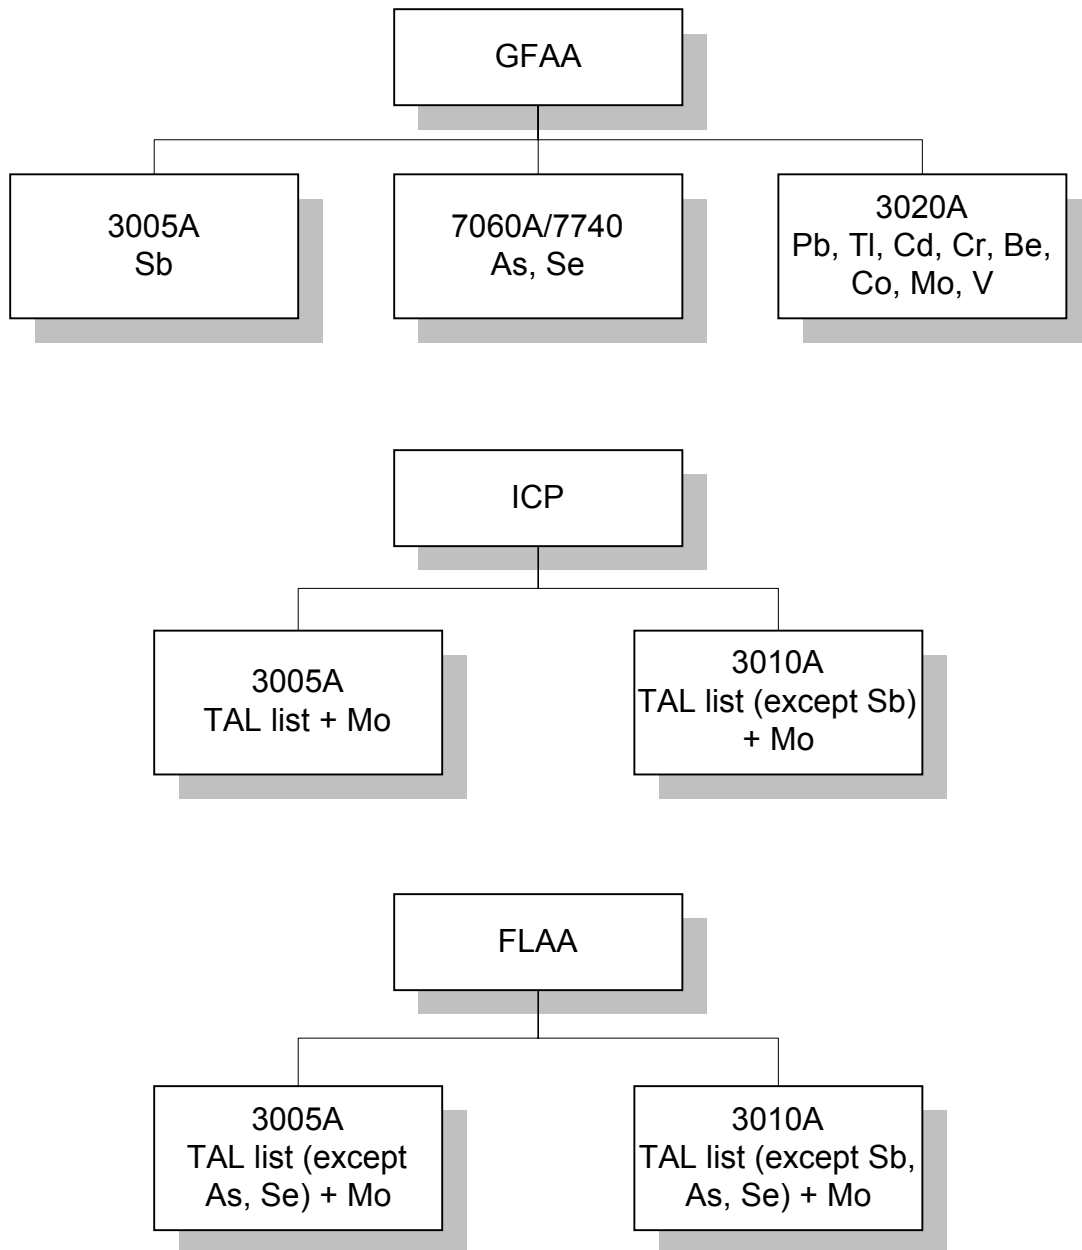 GFAA
3005A
Sb
7060A/7740
As, Se
3020A
Pb, Tl, Cd, Cr, Be,
Co, Mo, V
ICP
3005A
TAL list + Mo
3010A
TAL list (except Sb)
+ Mo
FLAA
3005A
TAL list (except
As, Se) + Mo
3010A
TAL list (except Sb,
As, Se) + Mo